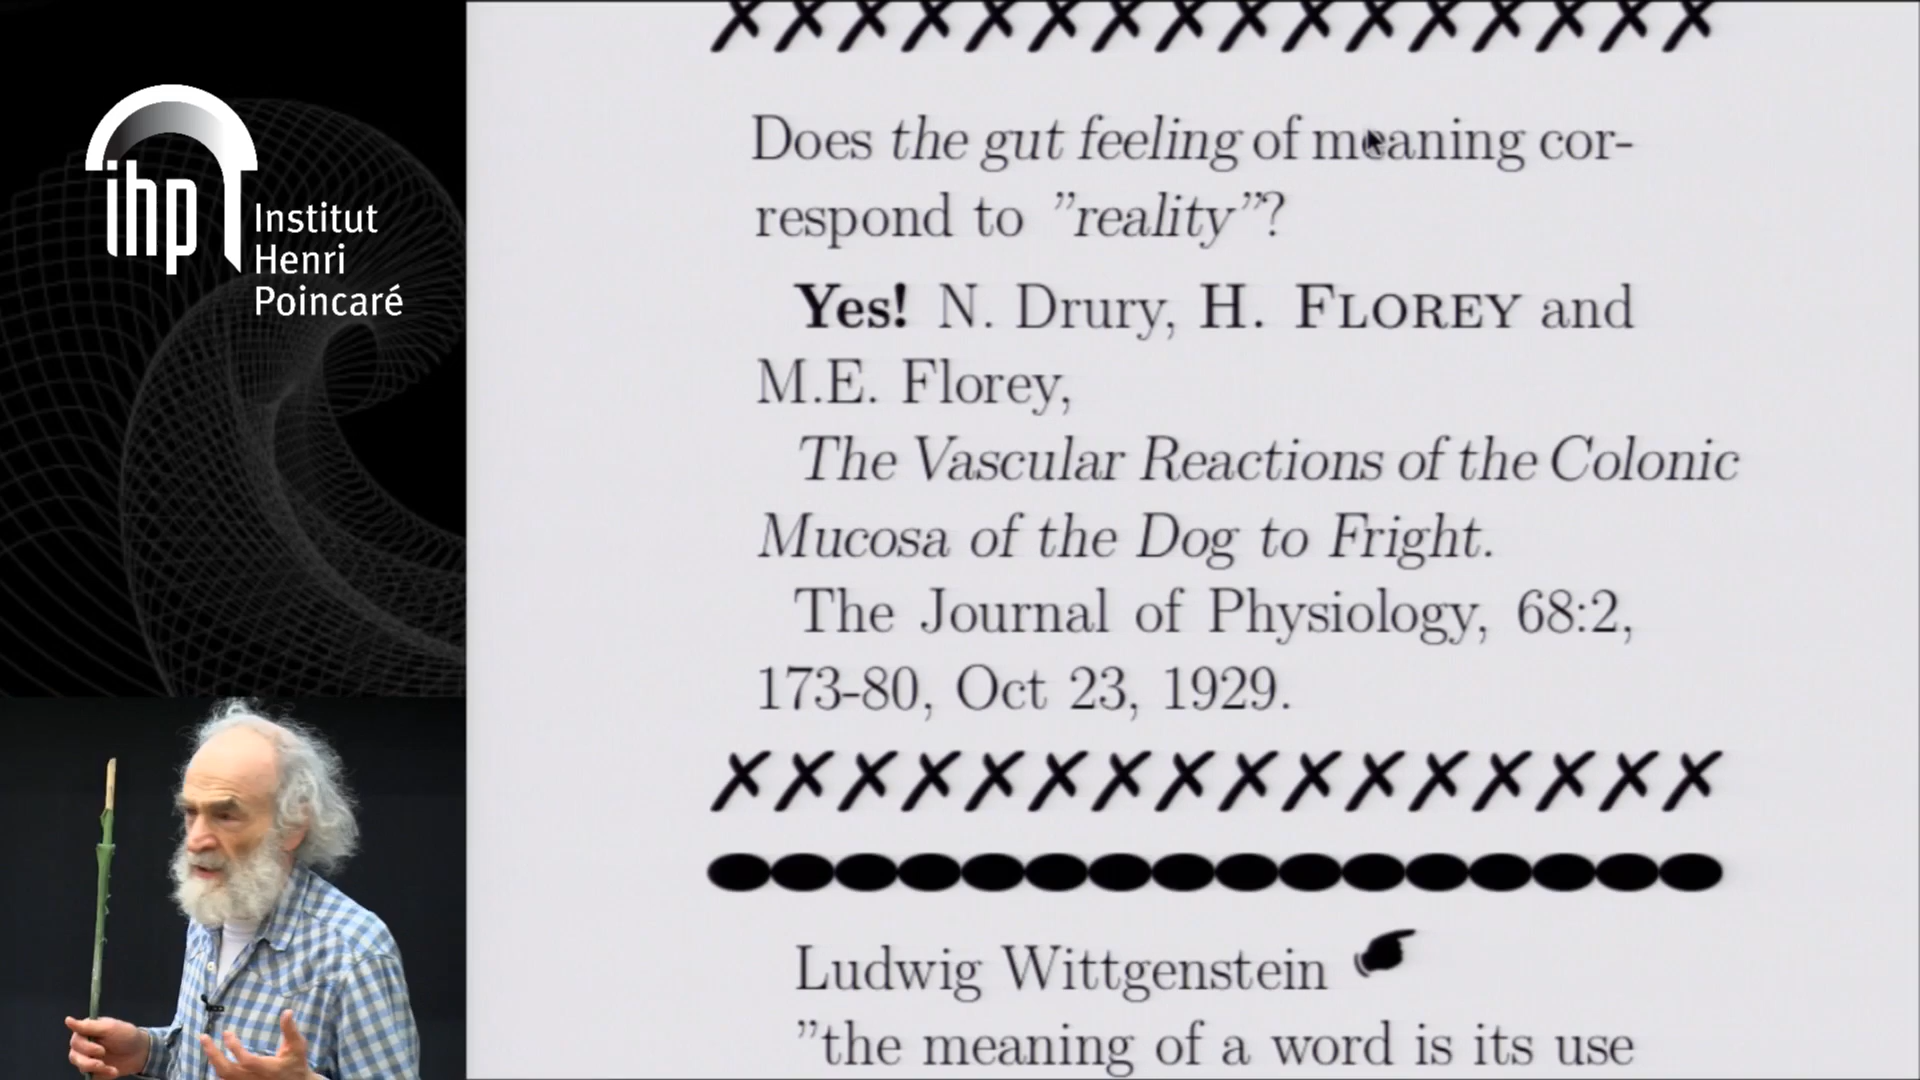 ihp
Institut
Henri
Poincaré
Does the gut feeling of meaning cor-
respond to ”reality”?
Yes! N. Drury, H. FLOREY and
M.E. Florey,
The Vascular Reactions of the Colonic
Mucosa of the Dog to Fright.
The Journal of Physiology, 68:2,
173-80, Oct 23, 1929.
Ludwig Wittgenstein
”the meaning of a word is its use